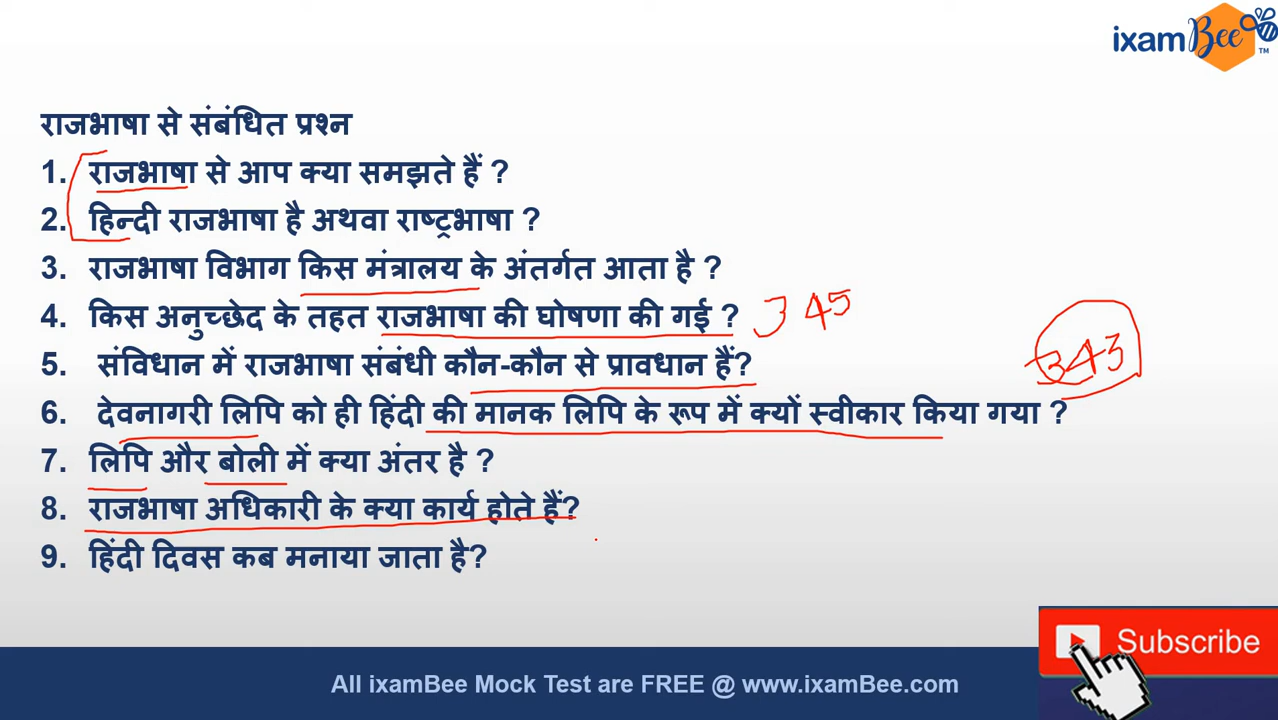 ixamBee
TM
राजभाषा से संबंधित प्रश्न
1. राजभाषा से आप क्या समझते हैं ?
2. हिन्दी राजभाषा है अथवा राष्ट्रभाषा ?
3. राजभाषा विभाग किस मंत्रालय के अंतर्गत आता है ?
4. किस अनुच्छेद के तहत राजभाषा की घोषणा की गई ? 345
343
5. संविधान में राजभाषा संबंधी कौन-कौन से प्रावधान हैं?
6. देवनागरी लिपि को ही हिंदी की मानक लिपि के रूप में क्यों स्वीकार किया गया ?
7. लिपि और बोली में क्या अंतर है ?
8. राजभाषा अधिकारी के क्या कार्य होते हैं?
9. हिंदी दिवस कब मनाया जाता है?
Subscribe
All ixamBee Mock Test are FREE @ www.ixamBee.com